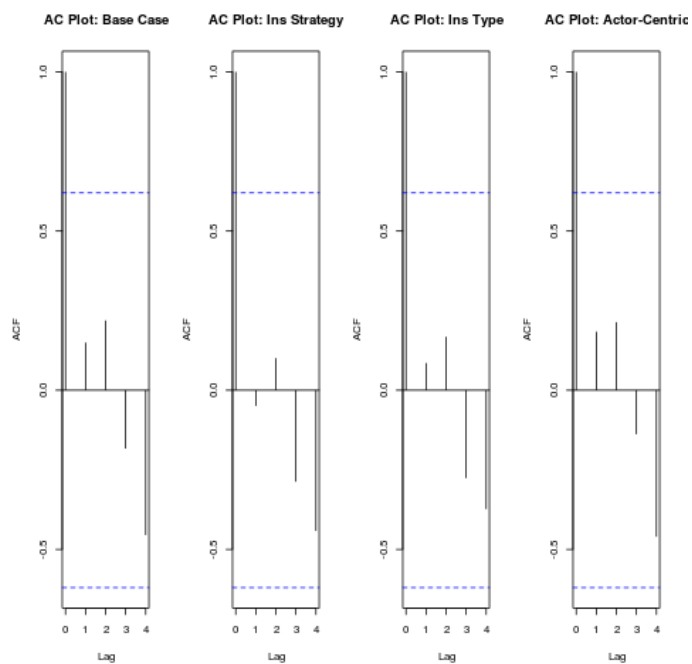 AC Plot: Base Case
ACF
1.0
0.5
0.0
-0.5
0 1 2 3 4
Lag
AC Plot: Ins Strategy
ACF
1.0
0.5
0.0
-0.5
0 1 2 3 4
Lag
AC Plot: Ins Type
ACF
1.0
0.5
0.0
-0.5
0 1 2 3 4
Lag
AC Plot: Actor-Centric
ACF
1.0
0.5
0.0
-0.5
0 1 2 3 4
Lag